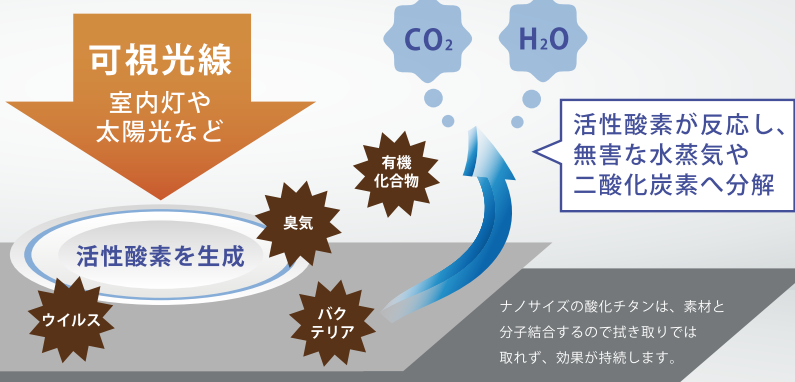 可視光線
室内灯や
太陽光など
CO2
H2O
活性酸素が反応し、
無害な水蒸気や
二酸化炭素へ分解
有機
化合物
臭気
活性酸素を生成
ウイルス
バク
テリア
ナノサイズの酸化チタンは、素材と
分子結合するので拭き取りでは
取れず、効果が持続します。